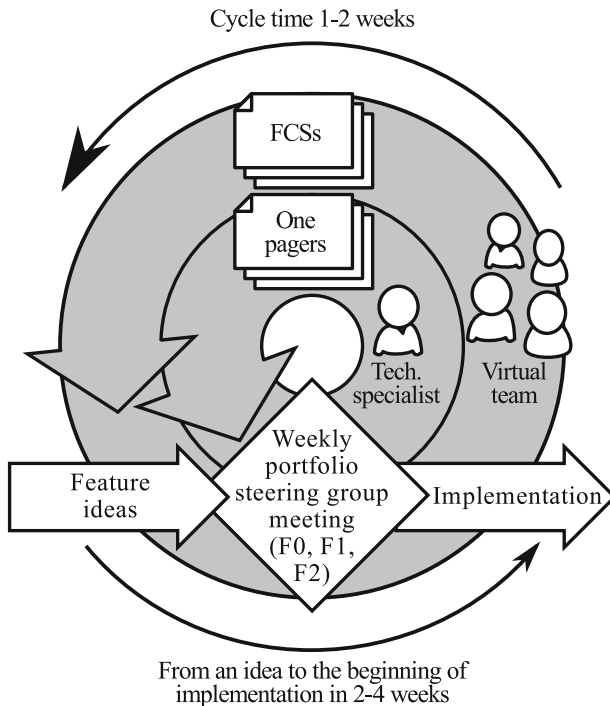 Cycle time 1-2 weeks
FCSs
One
pagers
Tech.
specialist
Virtual
team
Feature
ideas
Weekly
portfolio
steering group
meeting
(F0, F1,
F2)
Implementation
From an idea to the beginning of
implementation in 2-4 weeks